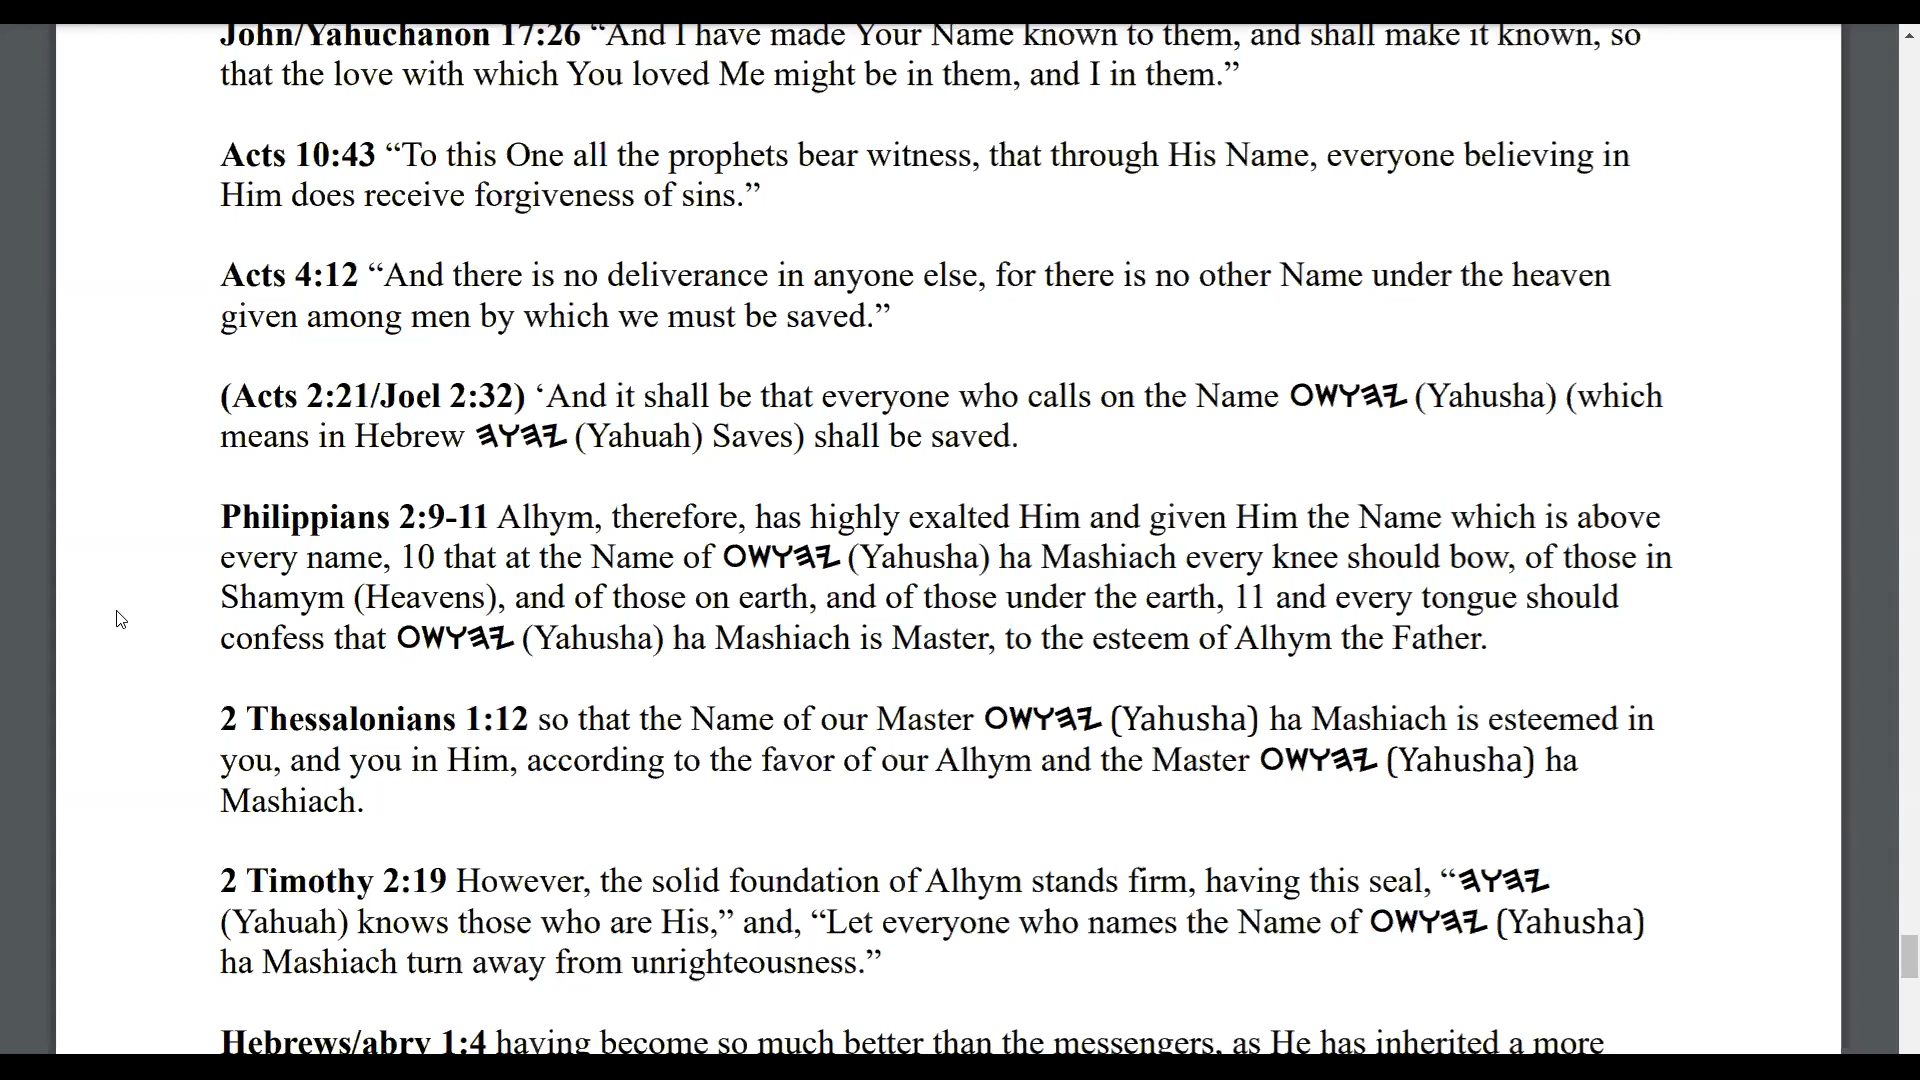 John/Yahuchanon 17:26 “And I have made Your Name known to them, and shall make it known, so
that the love with which You loved Me might be in them, and I in them.”
Acts 10:43 “To this One all the prophets bear witness, that through His Name, everyone believing in
Him does receive forgiveness of sins.”
Acts 4:12 “And there is no deliverance in anyone else, for there is no other Name under the heaven
given among men by which we must be saved.”
(Acts 2:21/Joel 2:32) ‘And it shall be that everyone who calls on the Name 𐤉𐤄𐤅𐤔𐤏 (Yahusha) (which
means in Hebrew 𐤉𐤄𐤅𐤄 (Yahuah) Saves) shall be saved.
Philippians 2:9-11 Alhym, therefore, has highly exalted Him and given Him the Name which is above
every name, 10 that at the Name of 𐤉𐤄𐤅𐤔𐤏 (Yahusha) ha Mashiach every knee should bow, of those in
Shamym (Heavens), and of those on earth, and of those under the earth, 11 and every tongue should
confess that 𐤉𐤄𐤅𐤔𐤏 (Yahusha) ha Mashiach is Master, to the esteem of Alhym the Father.
2 Thessalonians 1:12 so that the Name of our Master 𐤉𐤄𐤅𐤔𐤏 (Yahusha) ha Mashiach is esteemed in
you, and you in Him, according to the favor of our Alhym and the Master 𐤉𐤄𐤅𐤔𐤏 (Yahusha) ha
Mashiach.
2 Timothy 2:19 However, the solid foundation of Alhym stands firm, having this seal, “𐤉𐤄𐤅𐤄
(Yahuah) knows those who are His,” and, “Let everyone who names the Name of 𐤉𐤄𐤅𐤔𐤏 (Yahusha)
ha Mashiach turn away from unrighteousness.”
Hebrews/abry 1:4 having become so much better than the messengers, as He has inherited a more